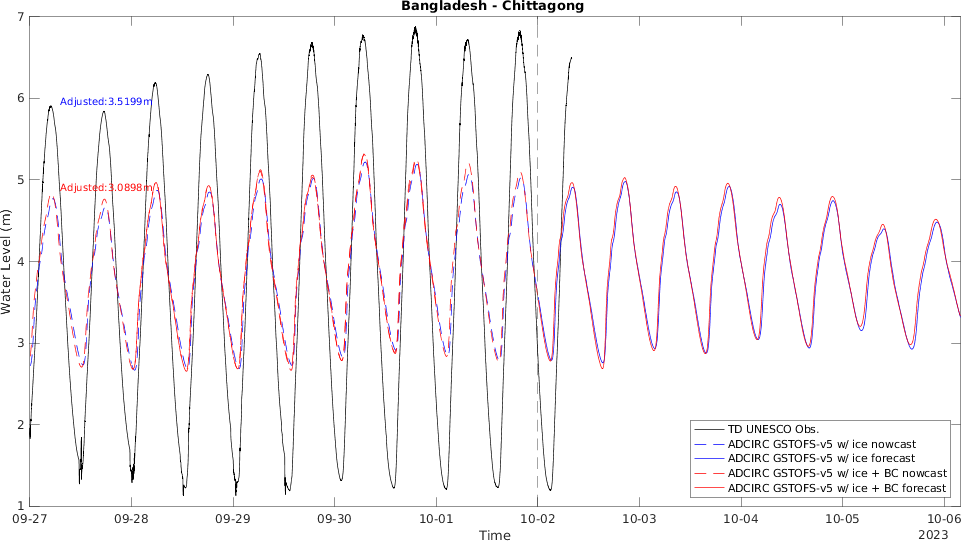 Bangladesh - Chittagong
7
6
5
4
3
2
1
Water Level (m)
Adjusted:3.5199m
Adjusted:3.0898m
TD UNESCO Obs.
ADCIRC GSTOFS-v5 w/ ice nowcast
ADCIRC GSTOFS-v5 w/ ice forecast
ADCIRC GSTOFS-v5 w/ ice + BC nowcast
ADCIRC GSTOFS-v5 w/ ice + BC forecast
09-27 09-28 09-29 09-30 10-01 10-02 10-03 10-04 10-05 10-06
Time
2023